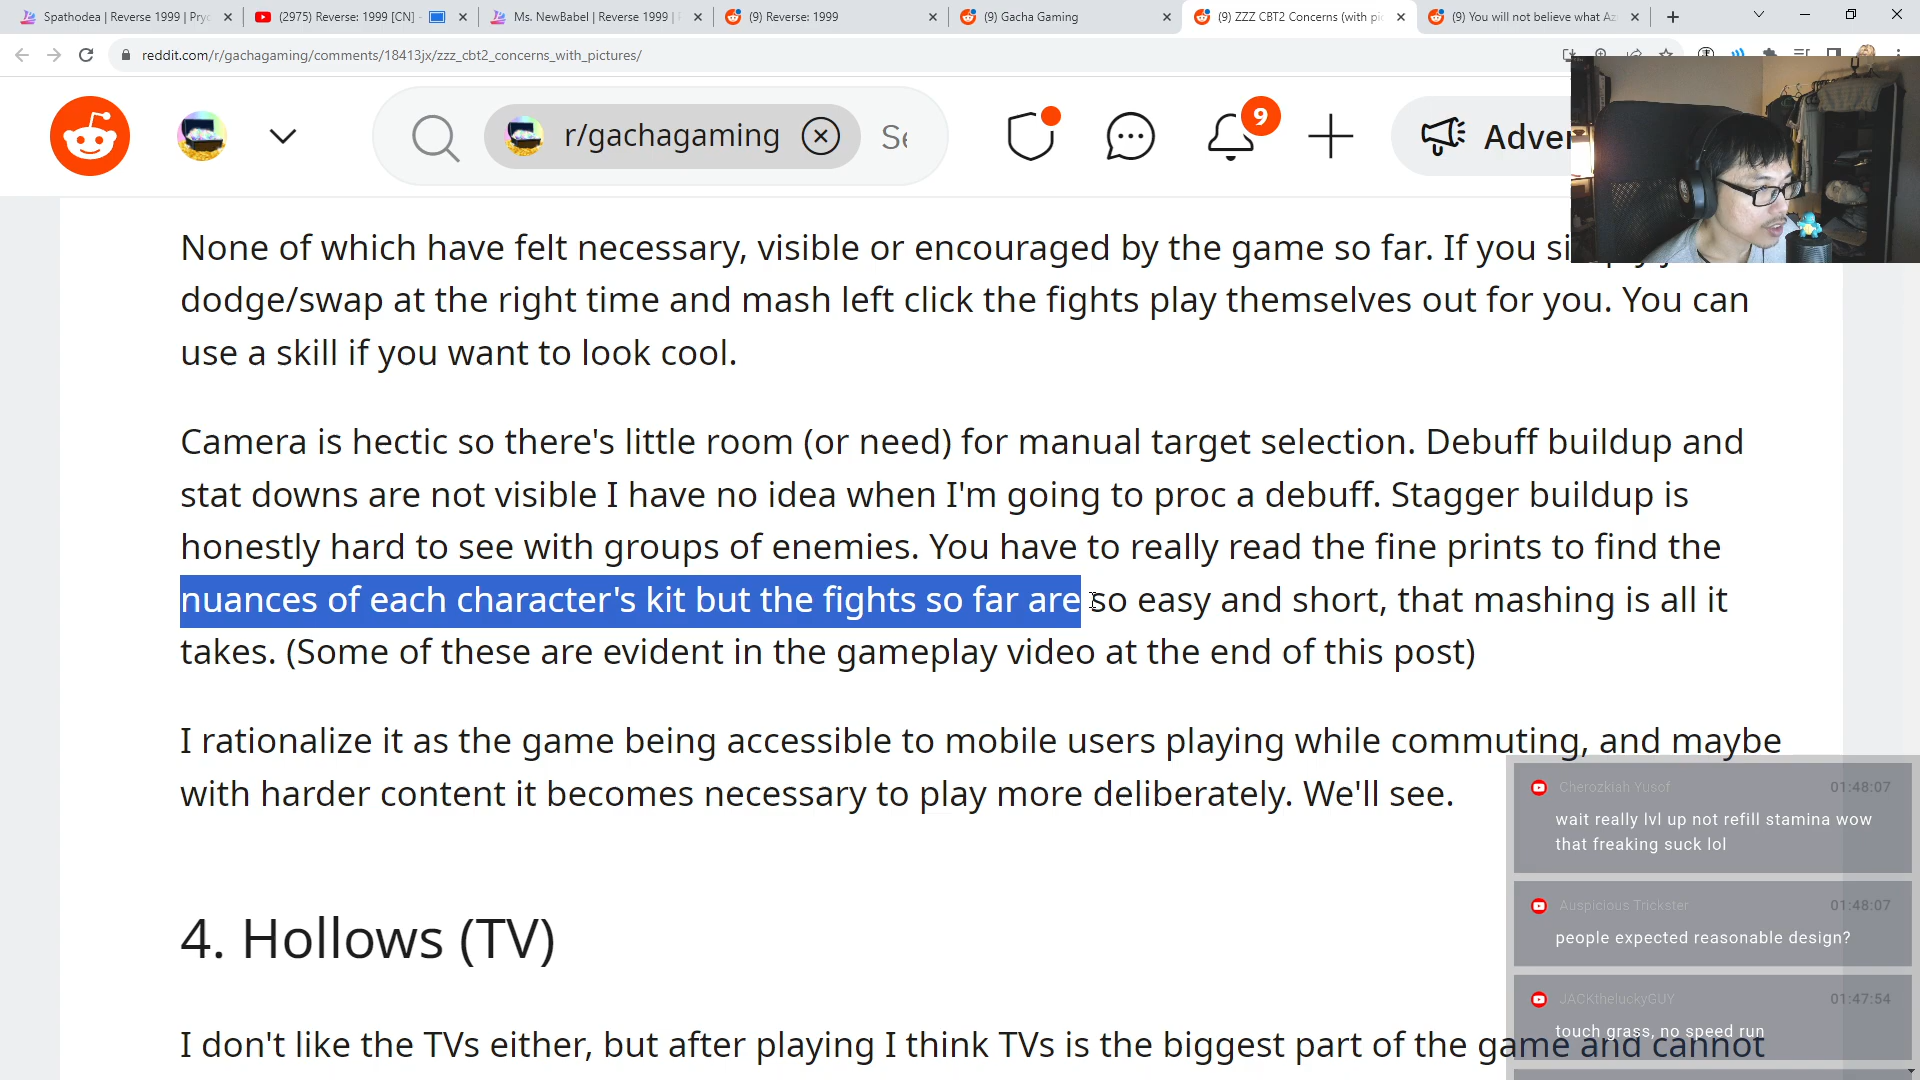 Spathodea | Reverse 1999 | Pryc
(2975) Reverse: 1999 [CN]
Ms. NewBabel | Reverse 1999 |
(9) Reverse: 1999
(9) Gacha Gaming
(9) ZZZ CBT2 Concerns (with pi
(9) You will not believe what Az
reddit.com/r/gachagaming/comments/18413jx/zzz_cbt2_concerns_with_pictures/
r/gachagaming
Se
9
Adver
None of which have felt necessary, visible or encouraged by the game so far. If you
dodge/swap at the right time and mash left click the fights play themselves out for you. You can
use a skill if you want to look cool.
Camera is hectic so there's little room (or need) for manual target selection. Debuff buildup and
stat downs are not visible I have no idea when I'm going to proc a debuff. Stagger buildup is
honestly hard to see with groups of enemies. You have to really read the fine prints to find the
nuances of each character's kit but the fights so far are so easy and short, that mashing is all it
takes. (Some of these are evident in the gameplay video at the end of this post)
I rationalize it as the game being accessible to mobile users playing while commuting, and maybe
with harder content it becomes necessary to play more deliberately. We'll see.
4. Hollows (TV)
I don't like the TVs either, but after playing I think TVs is the biggest part of the game and cannot
Cherozkiah Yusof 01:48:07
wait really lvl up not refill stamina wow
that freaking suck lol
Auspicious Trickster 01:48:07
people expected reasonable design?
JACKtheluckyGUY 01:47:54
touch grass, no speed run